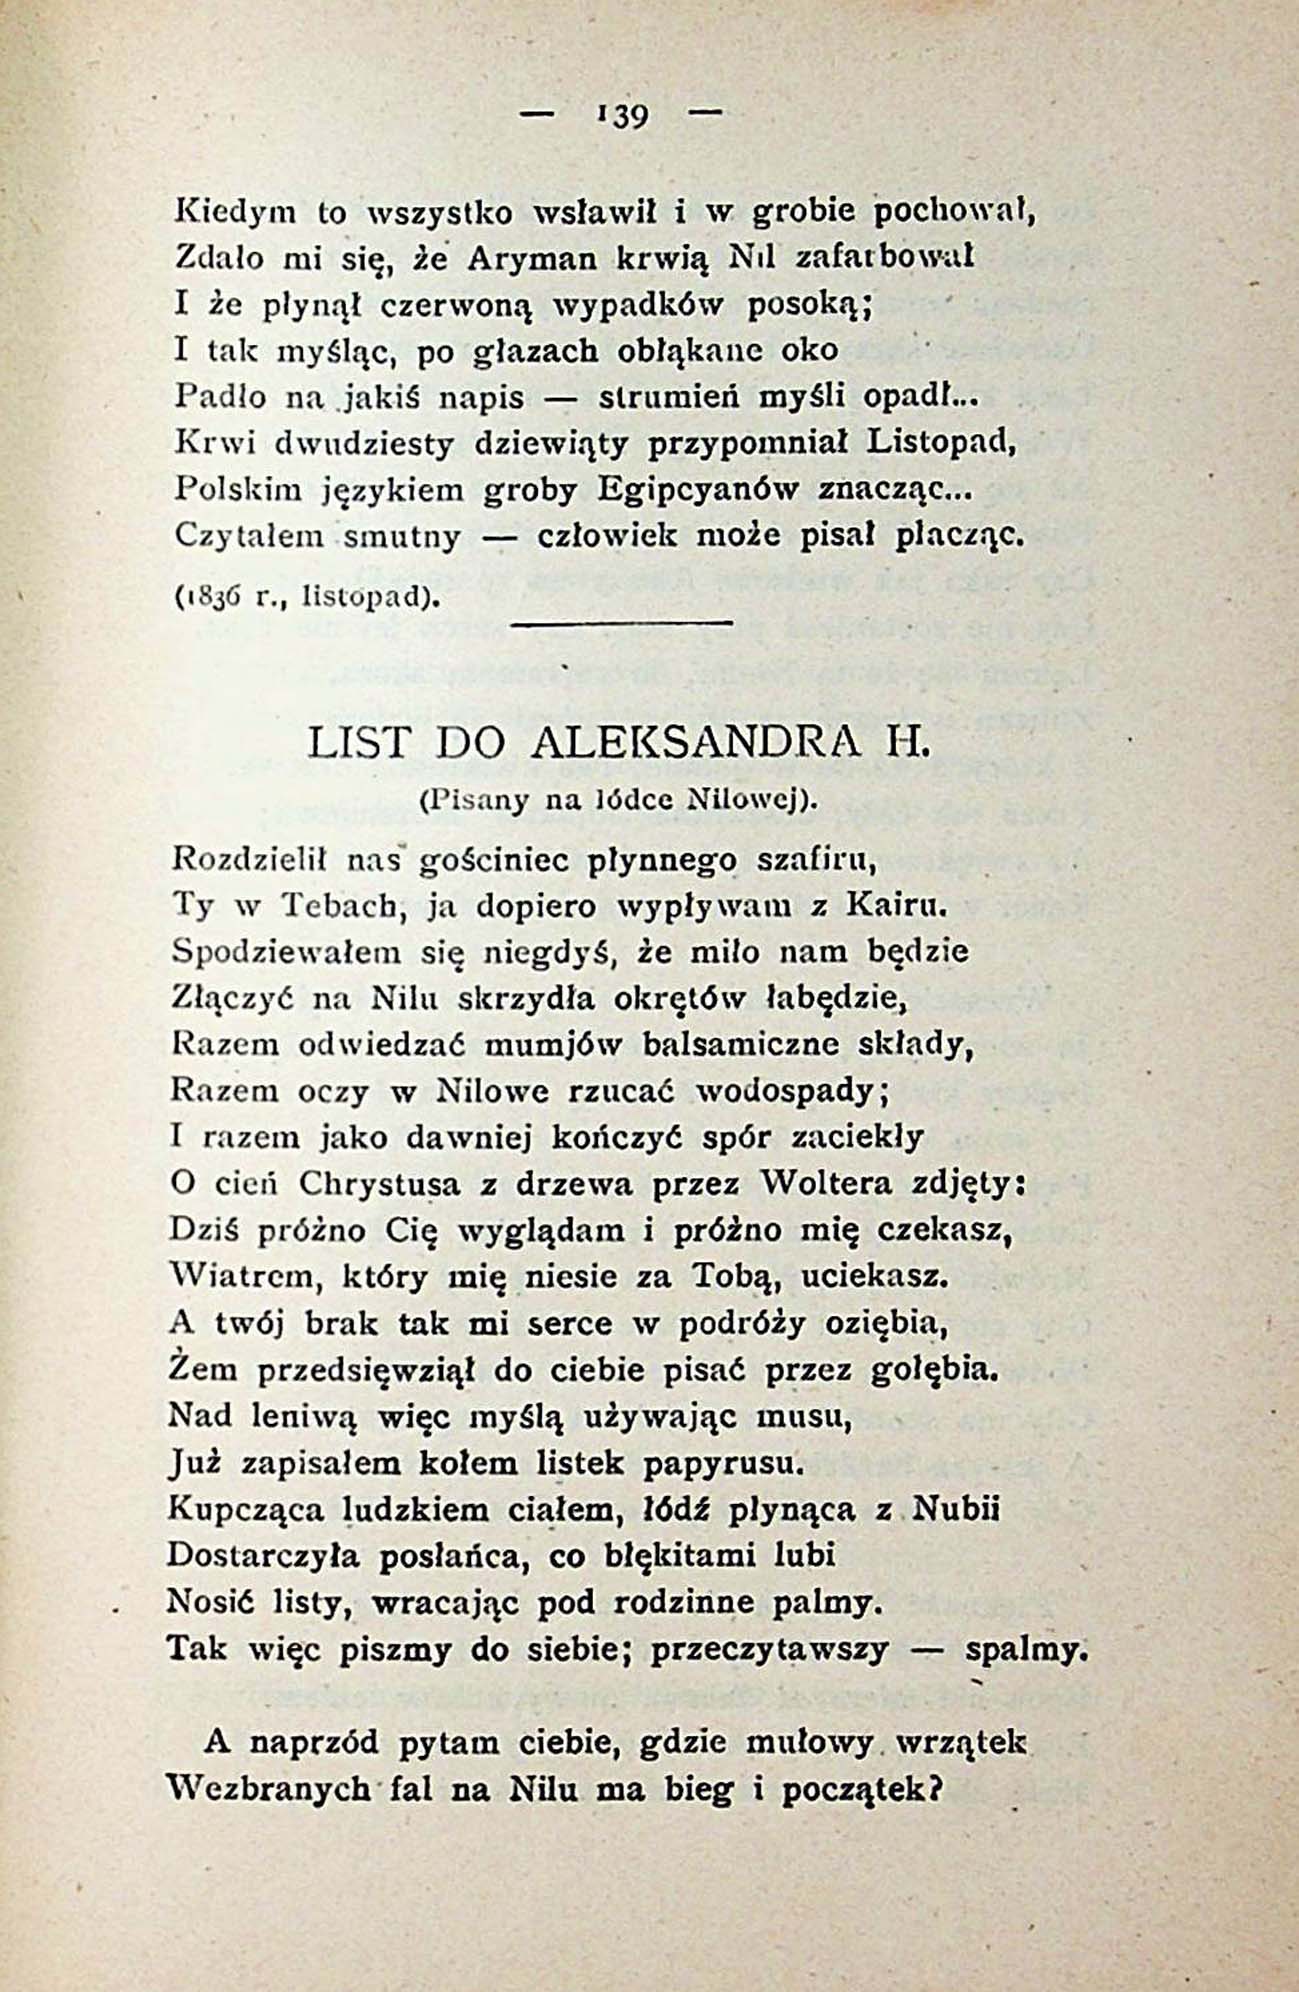 — 139 —
Kiedym to wszystko wsławił i w grobie pochował,
Zdało mi się, że Aryman krwią Nil zafarbował
I że płynął czerwoną wypadków posoką;
I tak myśląc, po głazach obłąkane oko
Padło na jakiś napis — strumień myśli opadł...
Krwi dwudziesty dziewiąty przypomniał Listopad,
Polskim językiem groby Egipcyanów znacząc...
Czytałem smutny — człowiek może pisał płacząc.
(1836 r., listopad).
LIST DO ALEKSANDRA H.
(Pisany na łódce Nilowej).
Rozdzielił nas gościniec płynnego szafiru,
Ty w Tebach, ja dopiero wypływam z Kairu.
Spodziewałem się niegdyś, że miło nam będzie
Złączyć na Nilu skrzydła okrętów łabędzie,
Razem odwiedzać mumjów balsamiczne składy,
Razem oczy w Nilowe rzucać wodospady;
I razem jako dawniej kończyć spór zaciekły
O cień Chrystusa z drzewa przez Woltera zdjęty:
Dziś próżno Cię wyglądam i próżno mię czekasz,
Wiatrem, który mię niesie za Tobą, uciekasz.
A twój brak tak mi serce w podróży oziębia,
Żem przedsięwziął do ciebie pisać przez gołębia.
Nad leniwą więc myślą używając musu,
Już zapisałem kołem listek papyrusu.
Kupcząca ludzkiem ciałem, łódź płynąca z Nubii
Dostarczyła posłańca, co błękitami lubi
Nosić listy, wracając pod rodzinne palmy.
Tak więc piszmy do siebie; przeczytawszy — spalmy.
A naprzód pytam ciebie, gdzie mułowy wrzątek
Wezbranych fal na Nilu ma bieg i początek?